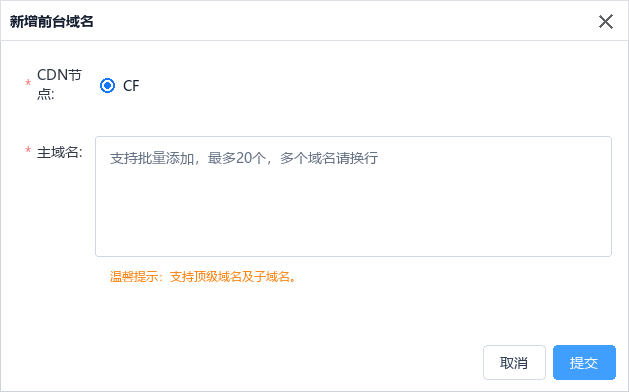 新增前台域名
* CDN节
点:
CF
* 主域名:
支持批量添加，最多20个，多个域名请换行
温馨提示：支持顶级域名及子域名。
取消
提交